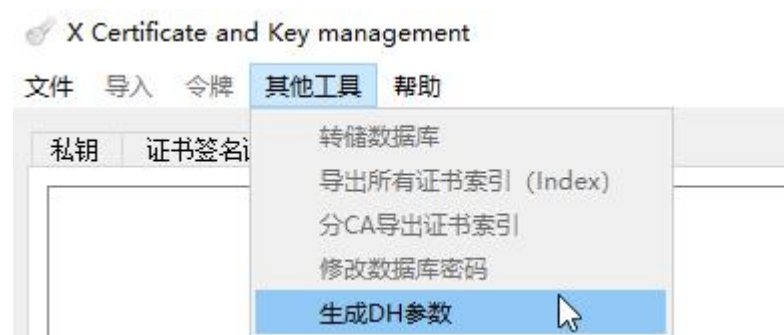 X Certificate and Key management
文件 导入 令牌 其他工具 帮助
私钥 证书签名
转储数据库
导出所有证书索引（Index）
分CA导出证书索引
修改数据库密码
生成DH参数